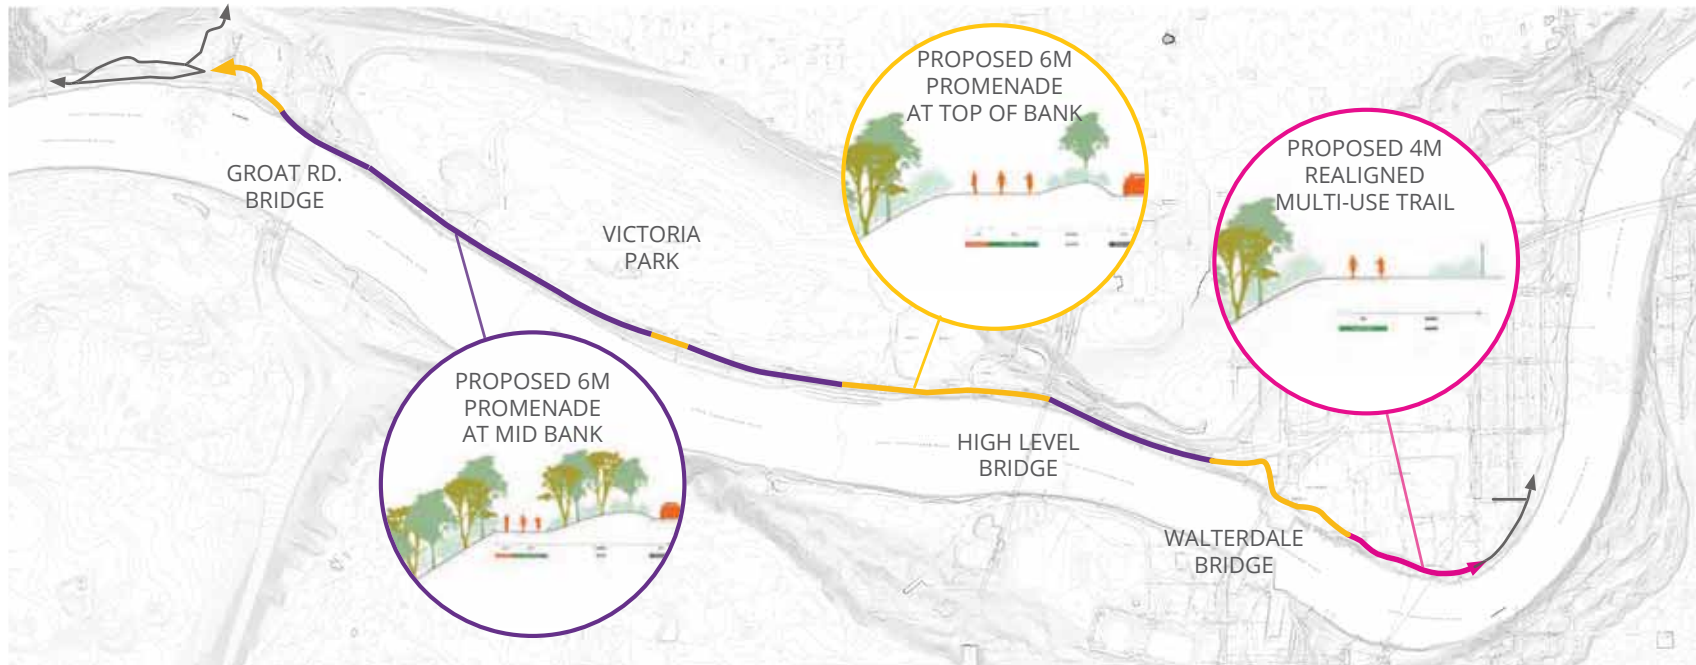 PROPOSED 6M
PROMENADE
AT TOP OF BANK
PROPOSED 4M
REALIGNED
MULTI-USE TRAIL
GROAT RD.
BRIDGE
VICTORIA
PARK
PROPOSED 6M
PROMENADE
AT MID BANK
HIGH LEVEL
BRIDGE
WALTERDALE
BRIDGE